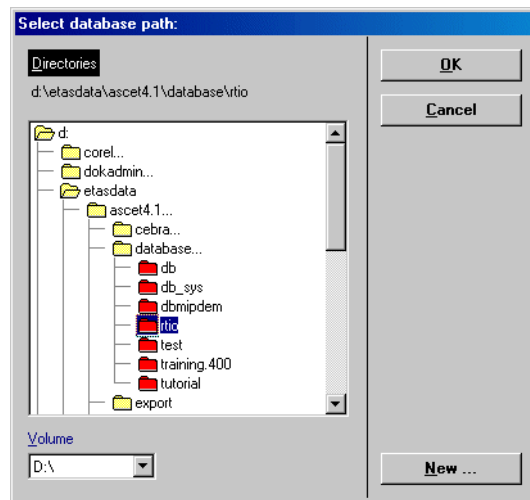 Select database path:
Directories
d:\etasdata\ascet4.1\database\rtio
d:
corel...
dokadmin...
etasdata
ascet4.1...
cebra...
database...
db
db_sys
dbmipdem
rtio
test
training.400
tutorial
export
Volume
D:\
OK
Cancel
New ...